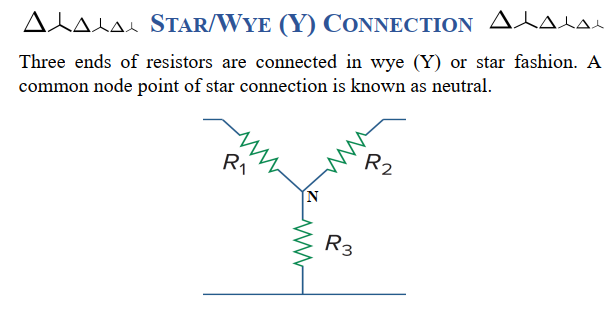 STAR/WYE (Y) CONNECTION
Three ends of resistors are connected in wye (Y) or star fashion. A
common node point of star connection is known as neutral.
R1
R2
N
R3